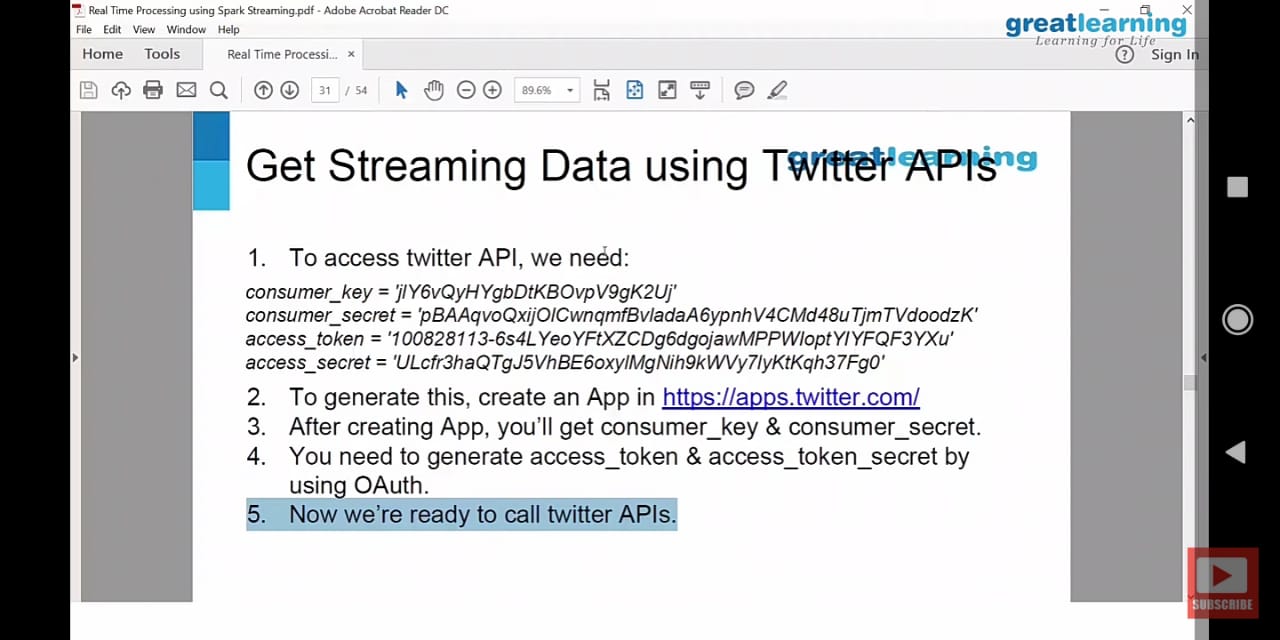 Real Time Processing using Spark Streaming.pdf - Adobe Acrobat Reader DC
File Edit View Window Help
greatlearning
Learning for Life
Home Tools Real Time Processi... × ? Sign In
31 / 54 89.6%
Get Streaming Data using Twitter APIs
greatlearning
1. To access twitter API, we need:
consumer_key = 'jlY6vQyHYgbDtKBOvpV9gK2Uj'
consumer_secret = 'pBAAqvoQxijOlCwnqmfBvladaA6ypnhV4CMd48uTjmTVdoodzK'
access_token = '100828113-6s4LYeoYFtXZCDg6dgojawMPPWloptYlYFQF3YXu'
access_secret = 'ULcfr3haQTgJ5VhBE6oxylMgNih9kWVy7lyKtKqh37Fg0'
2. To generate this, create an App in https://apps.twitter.com/
3. After creating App, you'll get consumer_key & consumer_secret.
4. You need to generate access_token & access_token_secret by
using OAuth.
5. Now we're ready to call twitter APIs.
SUBSCRIBE